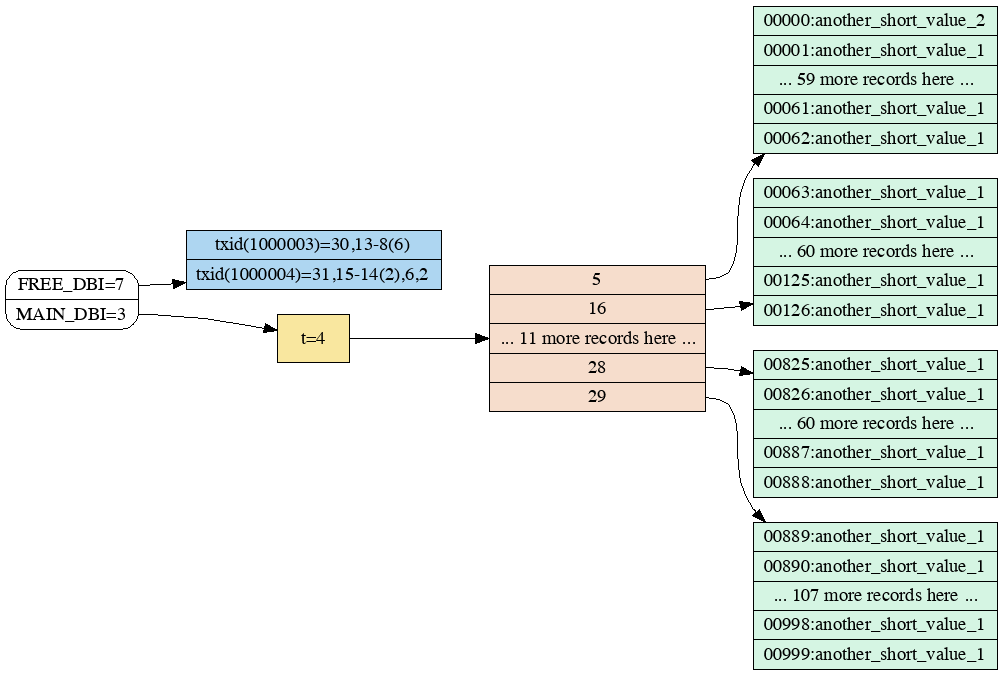 FREE_DBI=7
MAIN_DBI=3
txid(1000003)=30,13-8(6)
txid(1000004)=31,15-14(2),6,2
t=4
5
16
... 11 more records here ...
28
29
00000:another_short_value_2
00001:another_short_value_1
... 59 more records here ...
00061:another_short_value_1
00062:another_short_value_1
00063:another_short_value_1
00064:another_short_value_1
... 60 more records here ...
00125:another_short_value_1
00126:another_short_value_1
00825:another_short_value_1
00826:another_short_value_1
... 60 more records here ...
00887:another_short_value_1
00888:another_short_value_1
00889:another_short_value_1
00890:another_short_value_1
... 107 more records here ...
00998:another_short_value_1
00999:another_short_value_1